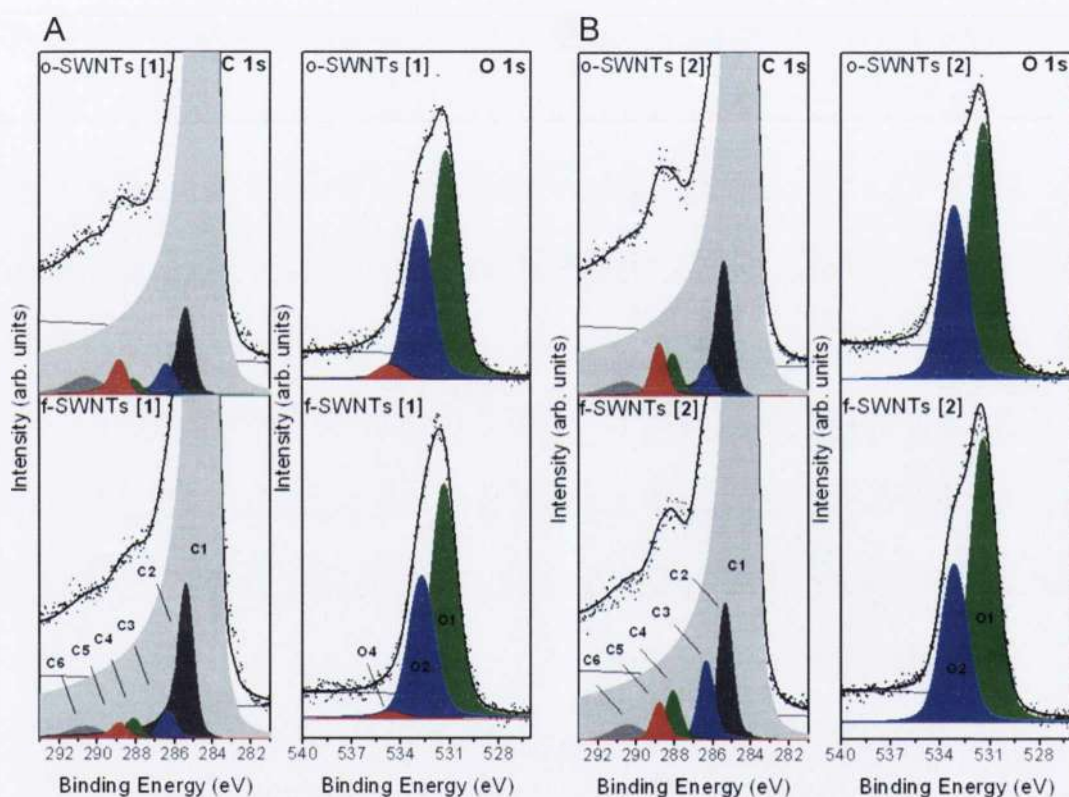 A
B
o-SWNTs [1] C 1s
o-SWNTs [1] O 1s
o-SWNTs [2] C 1s
o-SWNTs [2] O 1s
Intensity (arb. units)
Intensity (arb. units)
Intensity (arb. units)
Intensity (arb. units)
f-SWNTs [1]
f-SWNTs [1]
f-SWNTs [2]
f-SWNTs [2]
C1
C2
C3
C4
C5
C6
O1
O2
O4
C1
C2
C3
C4
C5
C6
O1
O2
292 290 288 286 284 282
540 537 534 531 528
292 290 288 286 284 282
540 537 534 531 528
Binding Energy (eV)
Binding Energy (eV)
Binding Energy (eV)
Binding Energy (eV)